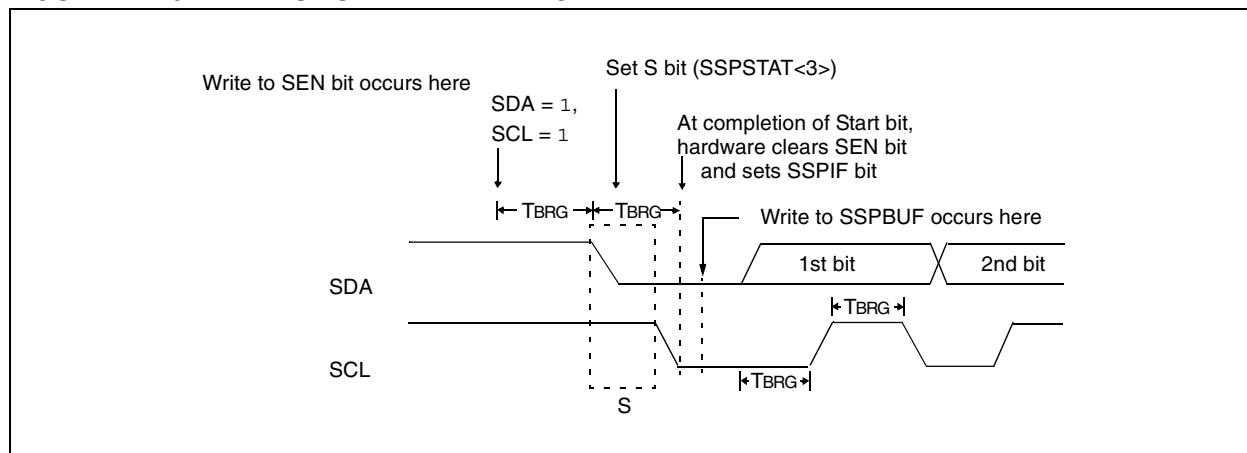 Write to SEN bit occurs here
Set S bit (SSPSTAT<3>)
SDA = 1,
SCL = 1
At completion of Start bit,
hardware clears SEN bit
and sets SSPIF bit
TBRG
TBRG
Write to SSPBUF occurs here
SDA
1st bit
2nd bit
TBRG
SCL
TBRG
S